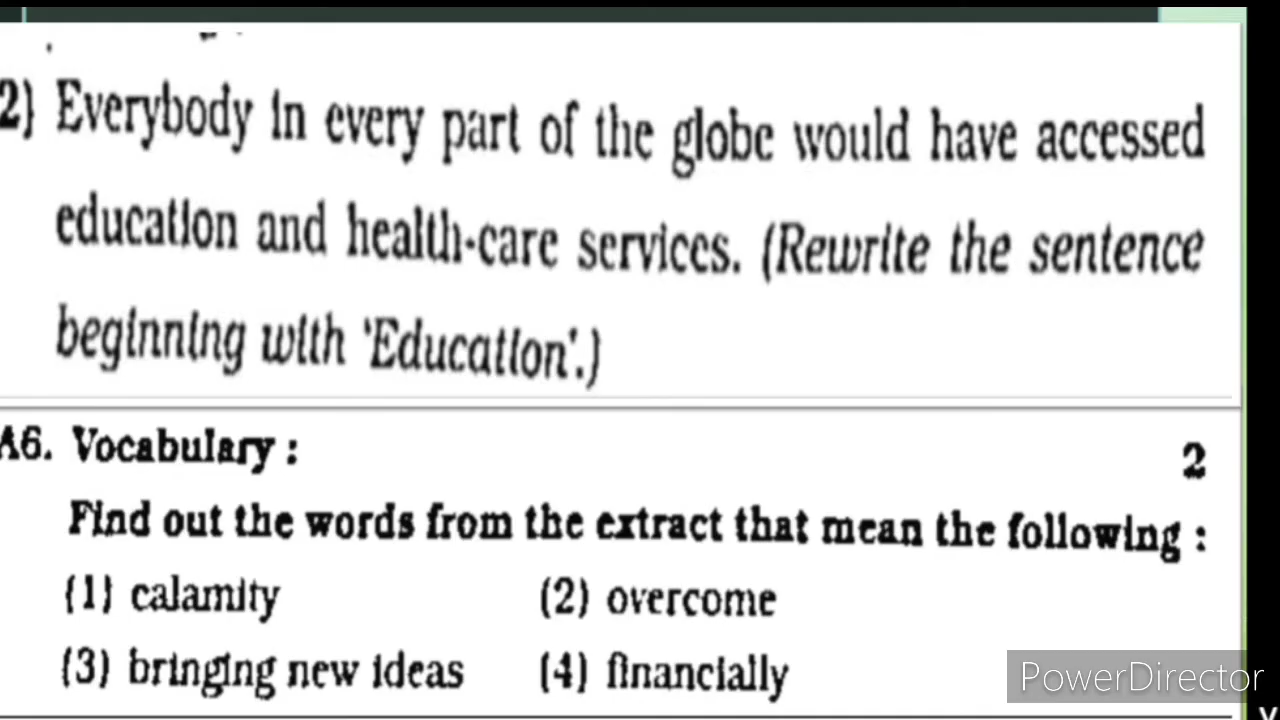 2) Everybody in every part of the globe would have accessed
education and health-care services. (Rewrite the sentence
beginning with 'Education'.)
A6. Vocabulary : 2
Find out the words from the extract that mean the following :
(1) calamity (2) overcome
(3) bringing new ideas (4) financially
PowerDirector